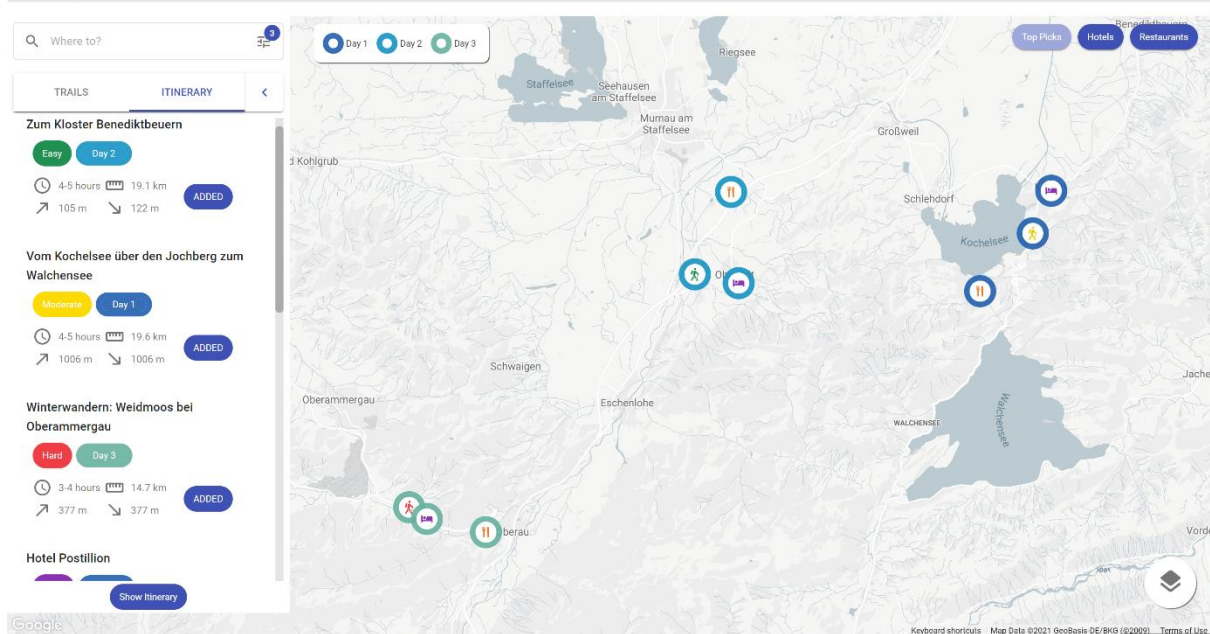 Where to?
3
TRAILS
ITINERARY
Zum Kloster Benediktbeuern
Easy
Day 2
4-5 hours
19.1 km
105 m
122 m
ADDED
Vom Kochelsee über den Jochberg zum
Walchensee
Moderate
Day 1
4-5 hours
19.6 km
1006 m
1006 m
ADDED
Winterwandern: Weidmoos bei
Oberammergau
Hard
Day 3
3-4 hours
14.7 km
377 m
377 m
ADDED
Hotel Postillion
Show Itinerary
Google
Day 1
Day 2
Day 3
Top Picks
Hotels
Restaurants
Riegsee
Staffelsee
Seehausen
am Staffelsee
Murnau am
Staffelsee
Großweil
d Kohlgrub
Schlehdorf
Kochelsee
Schwaigen
Oberammergau
Eschenlohe
Jache
WALCHENSEE
Walchensee
berau
Vorde
Keyboard shortcuts
Map Data ©2021 GeoBasis-DE/BKG (©2009)
Terms of Use